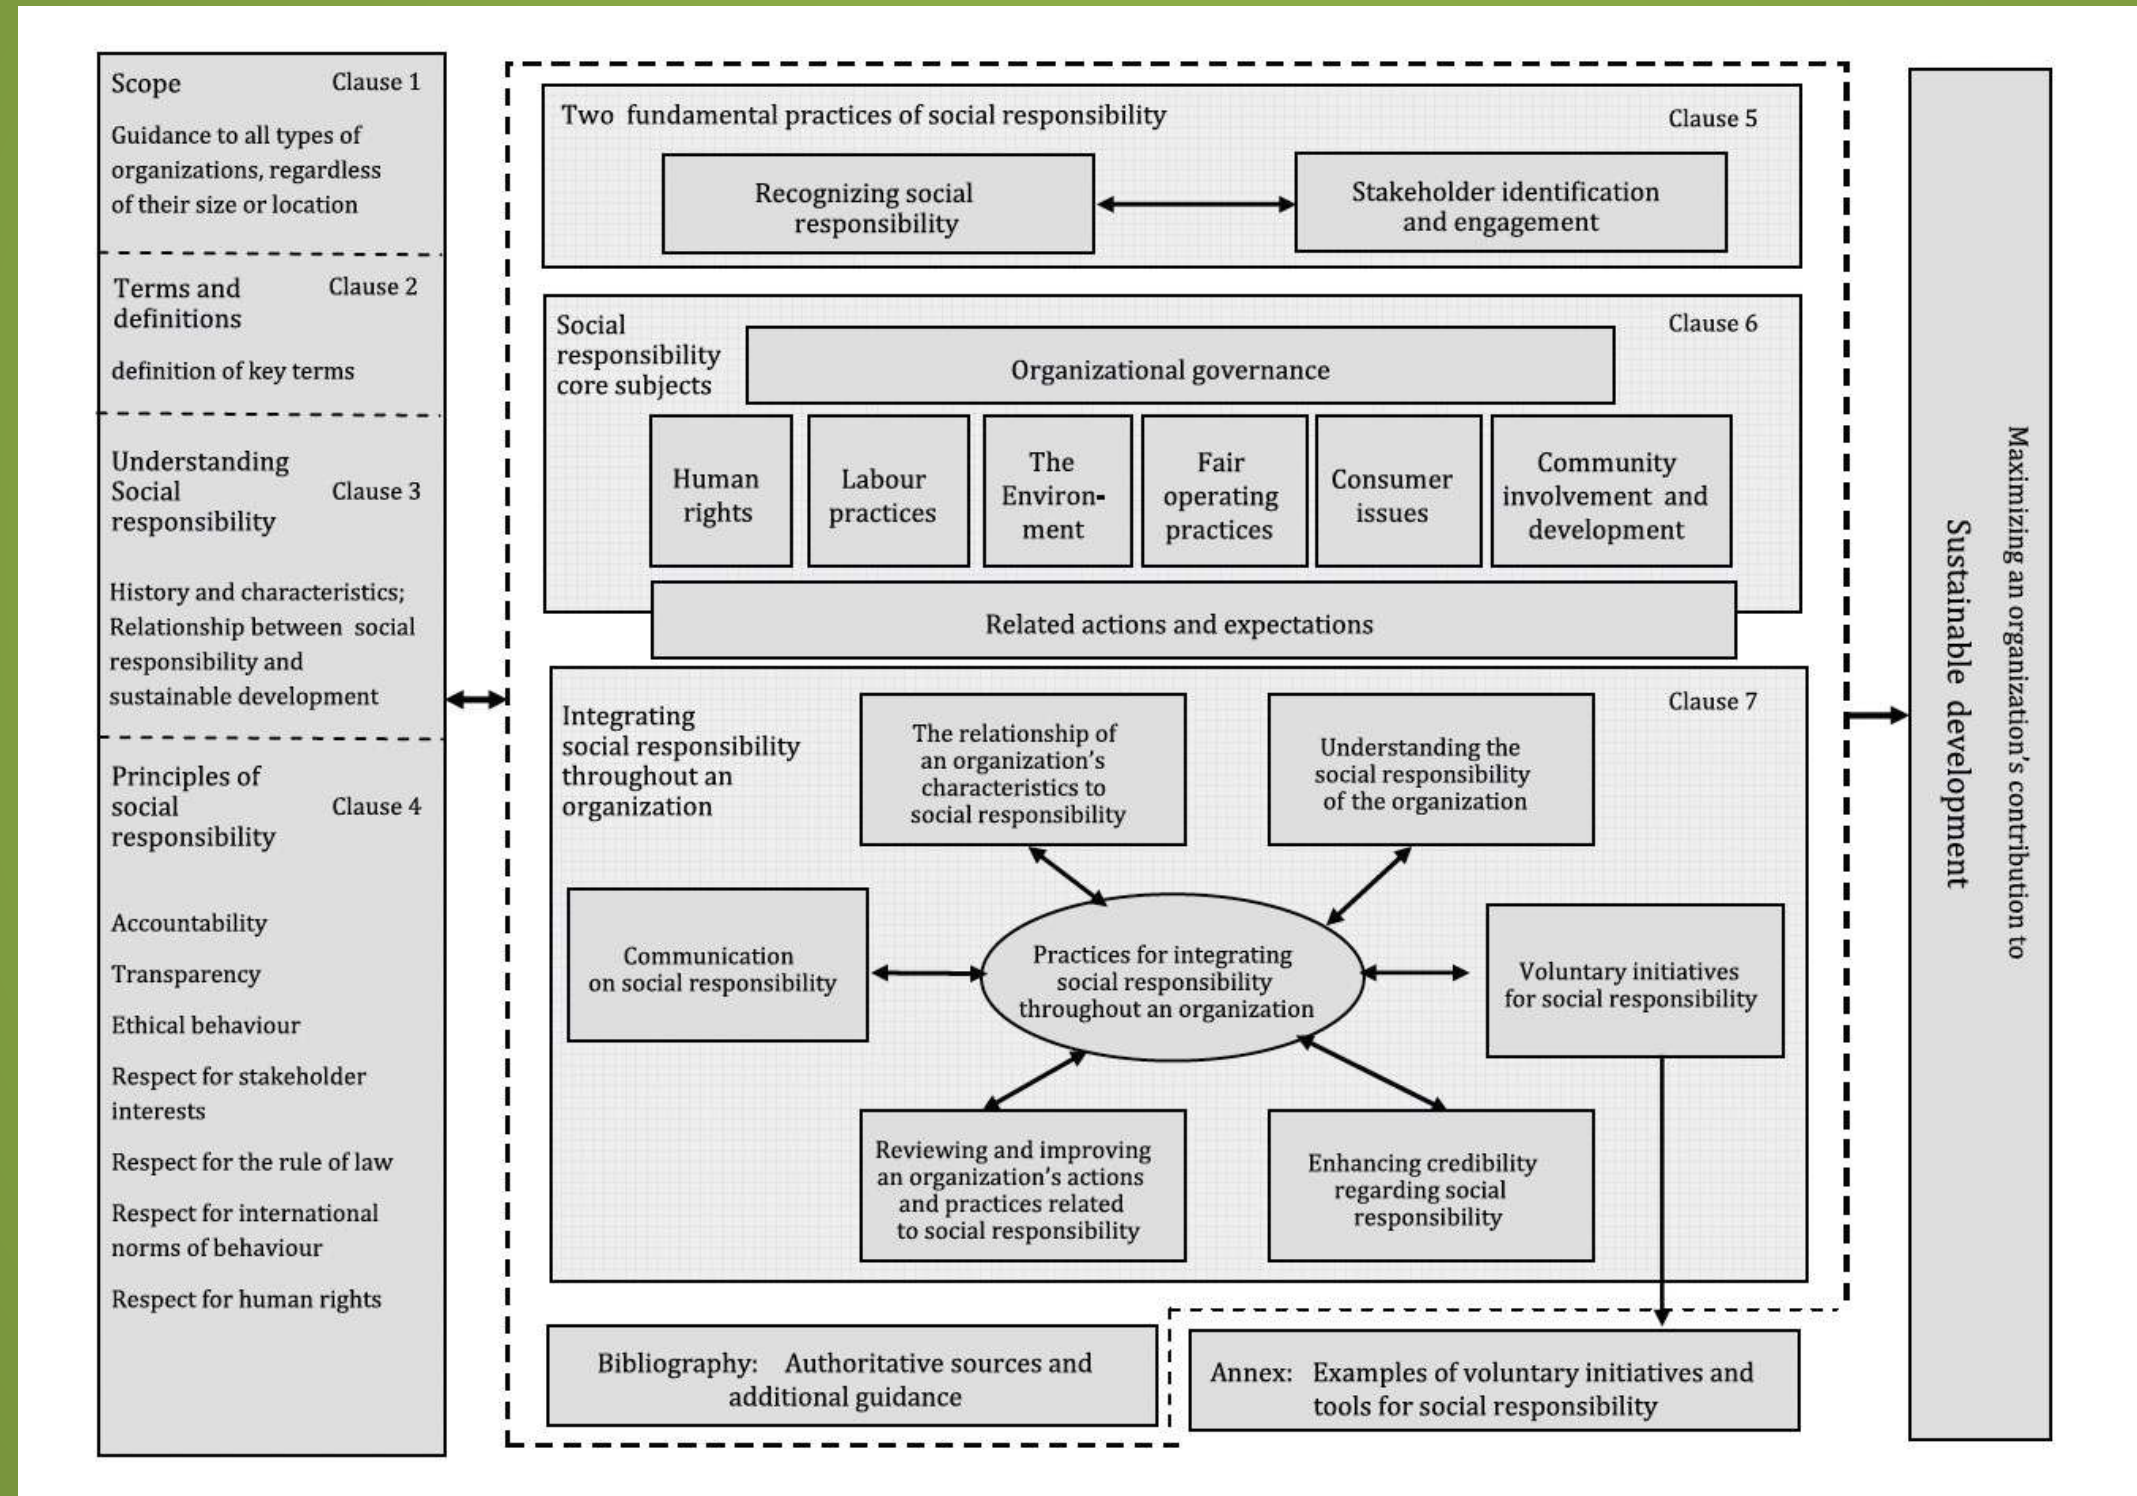 Scope Clause 1
Guidance to all types of
organizations, regardless
of their size or location
Terms and Clause 2
definitions
definition of key terms
Understanding
Social Clause 3
responsibility
History and characteristics;
Relationship between social
responsibility and
sustainable development
Principles of
social Clause 4
responsibility
Accountability
Transparency
Ethical behaviour
Respect for stakeholder
interests
Respect for the rule of law
Respect for international
norms of behaviour
Respect for human rights
Two fundamental practices of social responsibility Clause 5
Recognizing social
responsibility
Stakeholder identification
and engagement
Social
responsibility
core subjects
Clause 6
Organizational governance
Human
rights
Labour
practices
The
Environ-
ment
Fair
operating
practices
Consumer
issues
Community
involvement and
development
Related actions and expectations
Integrating
social responsibility
throughout an
organization
Clause 7
The relationship of
an organization's
characteristics to
social responsibility
Understanding the
social responsibility
of the organization
Communication
on social responsibility
Practices for integrating
social responsibility
throughout an organization
Voluntary initiatives
for social responsibility
Reviewing and improving
an organization's actions
and practices related
to social responsibility
Enhancing credibility
regarding social
responsibility
Bibliography: Authoritative sources and
additional guidance
Annex: Examples of voluntary initiatives and
tools for social responsibility
Maximizing an organization's contribution to
Sustainable development